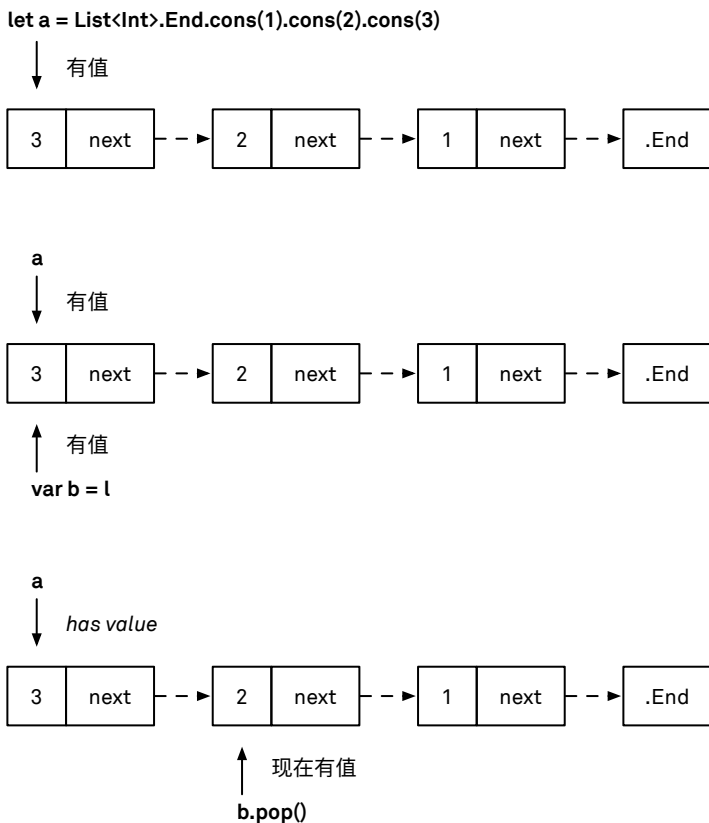 let a = List<Int>.End.cons(1).cons(2).cons(3)
有值
3 next 2 next 1 next .End
a
有值
3 next 2 next 1 next .End
有值
var b = l
a
has value
3 next 2 next 1 next .End
现在有值
b.pop()